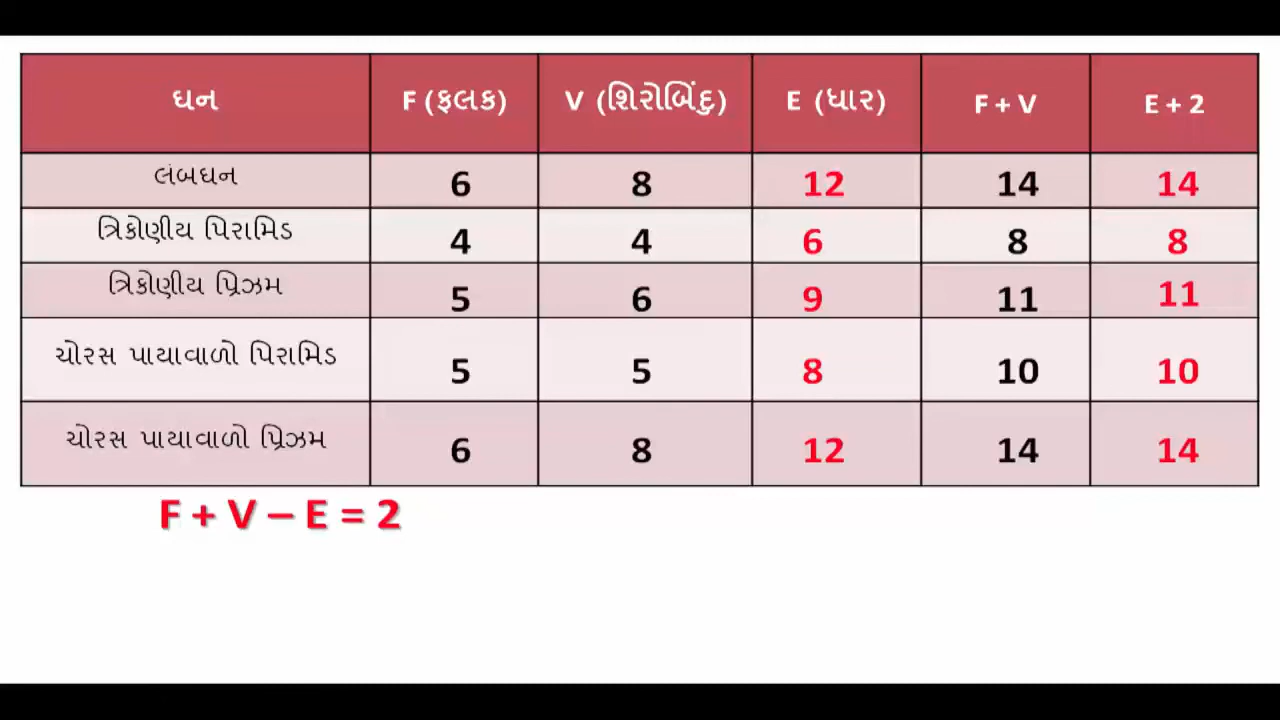 ઘન F (ફલક) V (શિરોબિંદુ) E (ધાર) F + V E + 2
લંબઘન 6 8 12 14 14
ત્રિકોણીય પિરામિડ 4 4 6 8 8
ત્રિકોણીય પ્રિઝમ 5 6 9 11 11
ચોરસ પાયાવાળો પિરામિડ 5 5 8 10 10
ચોરસ પાયાવાળો પ્રિઝમ 6 8 12 14 14
F + V – E = 2